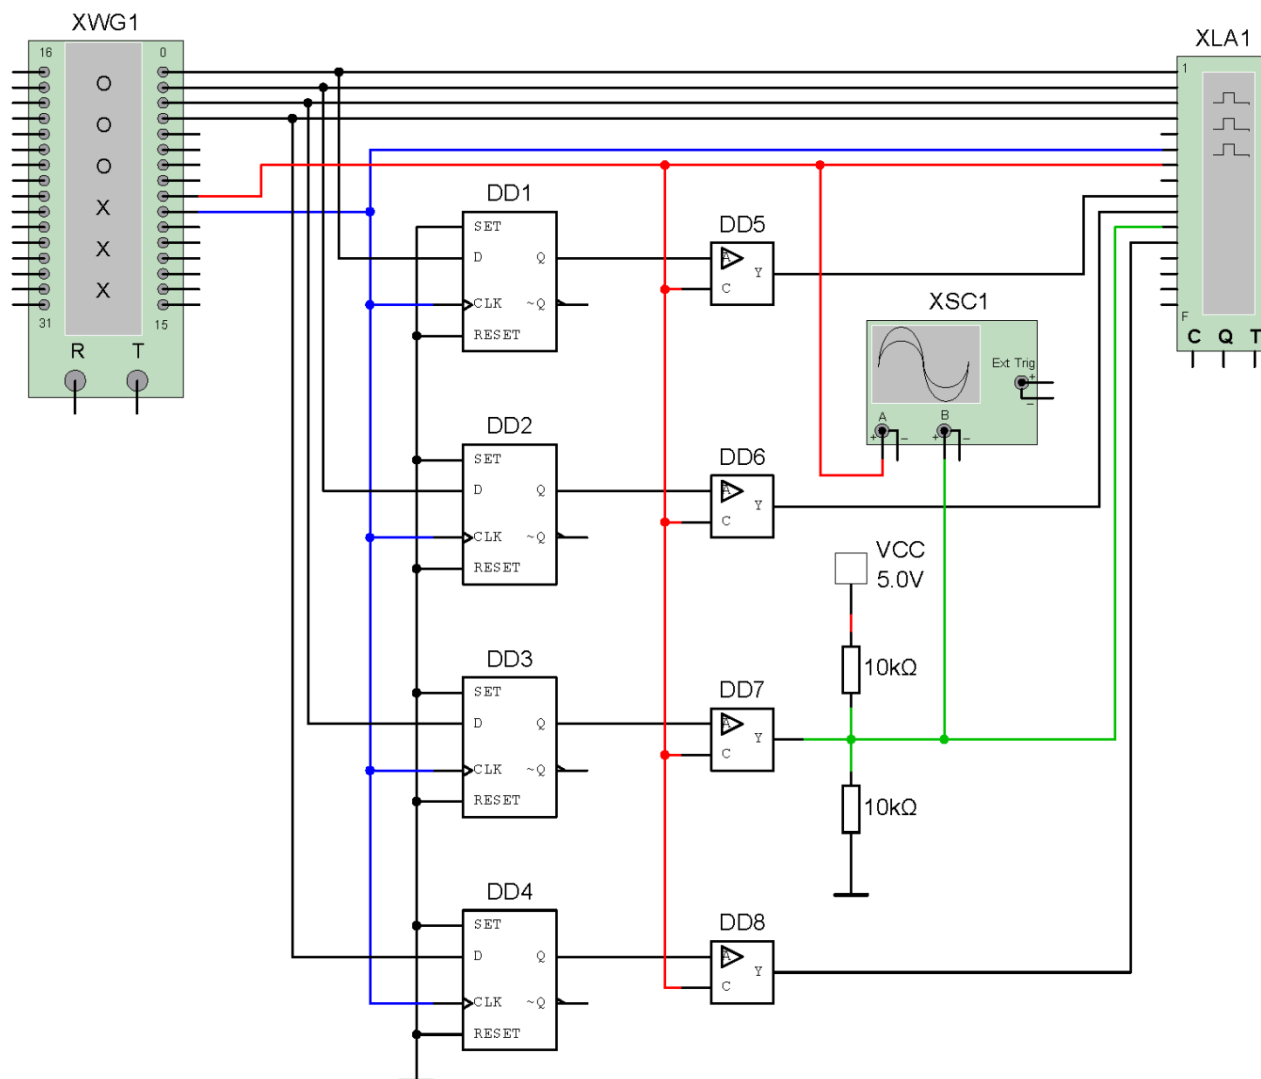 XWG1
XLA1
16 0
1
O
O
O
X
X
X
31 15
R T
F
C Q T
DD1
SET
D Q
CLK ~Q
RESET
DD5
A
Y
C
XSC1
Ext Trig
+
−
A B
+ − + −
DD2
SET
D Q
CLK ~Q
RESET
DD6
A
Y
C
VCC
5.0V
10kΩ
DD3
SET
D Q
CLK ~Q
RESET
DD7
A
Y
C
10kΩ
DD4
SET
D Q
CLK ~Q
RESET
DD8
A
Y
C